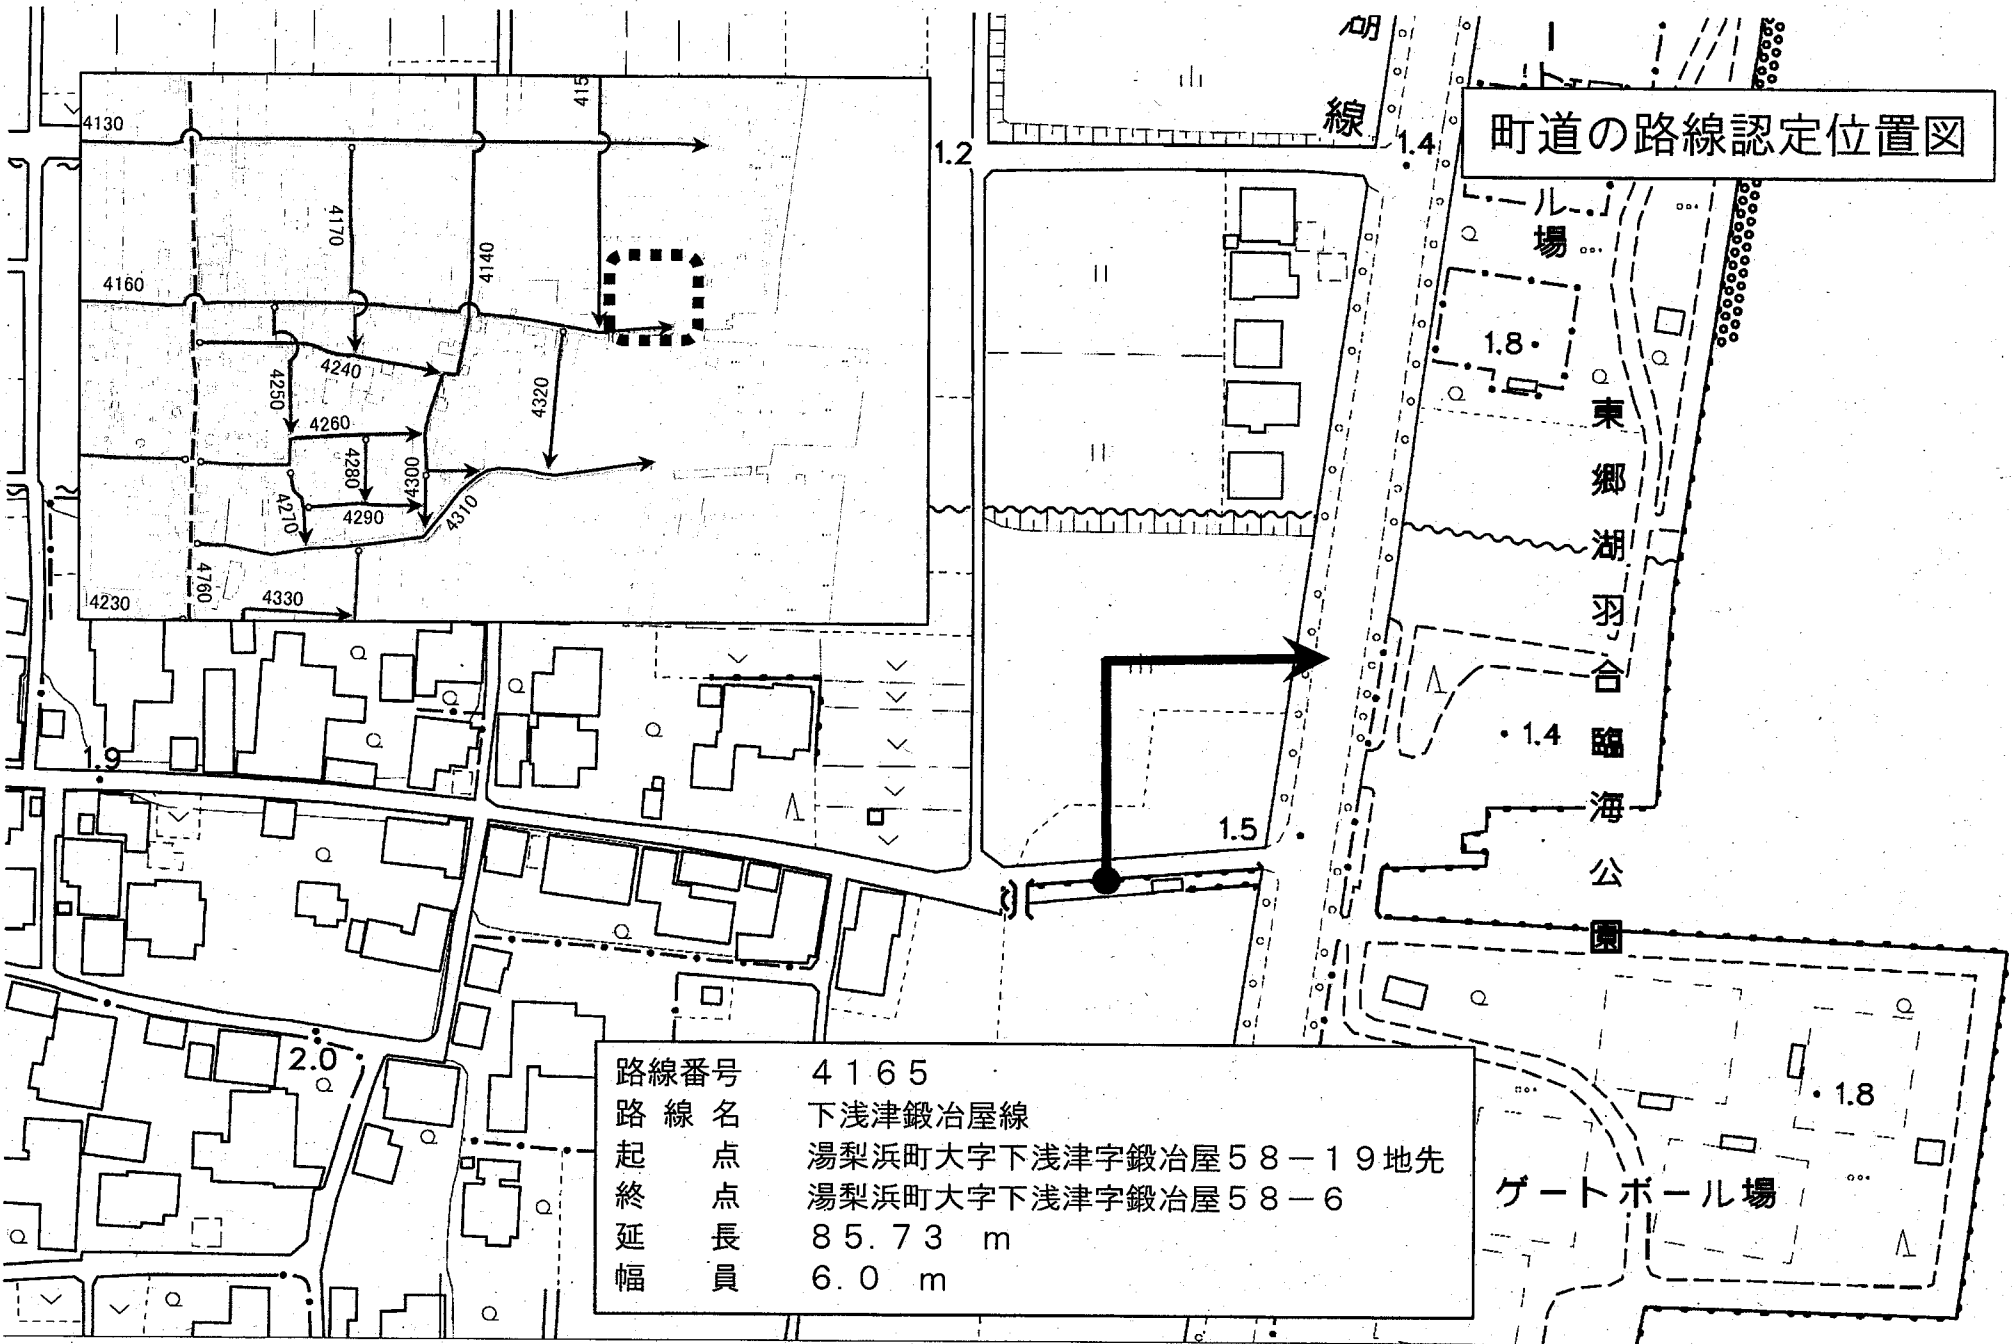 湖
線
町道の路線認定位置図
1.2
1.4
4130
415
4170
4140
4160
4240
4250
4260
4280
4300
4320
4270
4290
4310
4760
4230
4330
ル
場
1.8
東郷湖羽合臨海公園
1.4
1.9
1.5
2.0
路線番号 4165
路線名 下浅津鍛冶屋線
起点 湯梨浜町大字下浅津字鍛冶屋58-19地先
終点 湯梨浜町大字下浅津字鍛冶屋58-6
延長 85.73 m
幅員 6.0 m
1.8
ゲートボール場